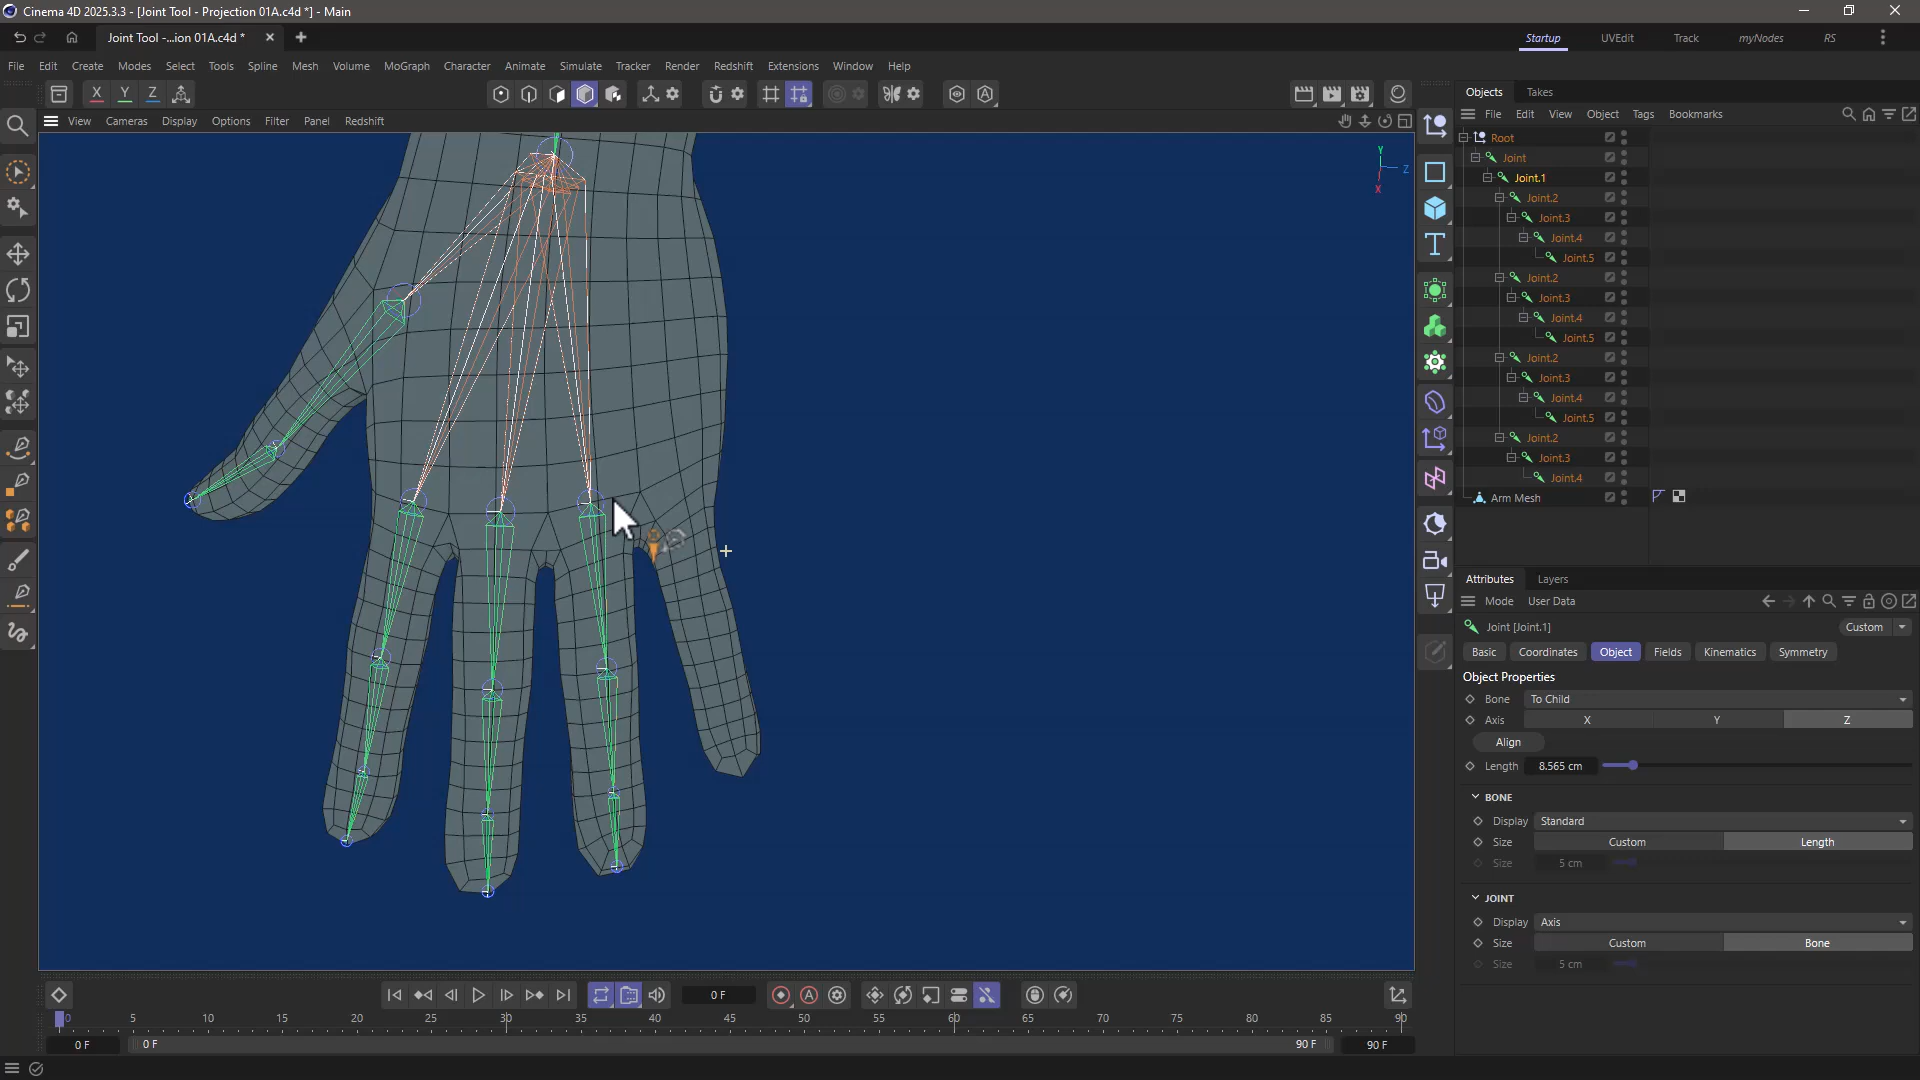 Cinema 4D 2025.3.3 - [Joint Tool - Projection 01A.c4d *] - Main
Joint Tool -...ion 01A.c4d *
Startup
UVEdit
Track
myNodes
RS
File Edit Create Modes Select Tools Spline Mesh Volume MoGraph Character Animate Simulate Tracker Render Redshift Extensions Window Help
X Y Z
View Cameras Display Options Filter Panel Redshift
Y
Z
X
Objects Takes
File Edit View Object Tags Bookmarks
Root
Joint
Joint.1
Joint.2
Joint.3
Joint.4
Joint.5
Joint.2
Joint.3
Joint.4
Joint.5
Joint.2
Joint.3
Joint.4
Joint.5
Joint.2
Joint.3
Joint.4
Arm Mesh
Attributes Layers
Mode User Data
Joint [Joint.1]
Custom
Basic Coordinates Object Fields Kinematics Symmetry
Object Properties
Bone To Child
Axis X Y Z
Align
Length 8.565 cm
BONE
Display Standard
Size Custom Length
Size 5 cm
JOINT
Display Axis
Size Custom Bone
Size 5 cm
0 F
0 5 10 15 20 25 30 35 40 45 50 55 60 65 70 75 80 85 90
0 F 0 F 90 F 90 F